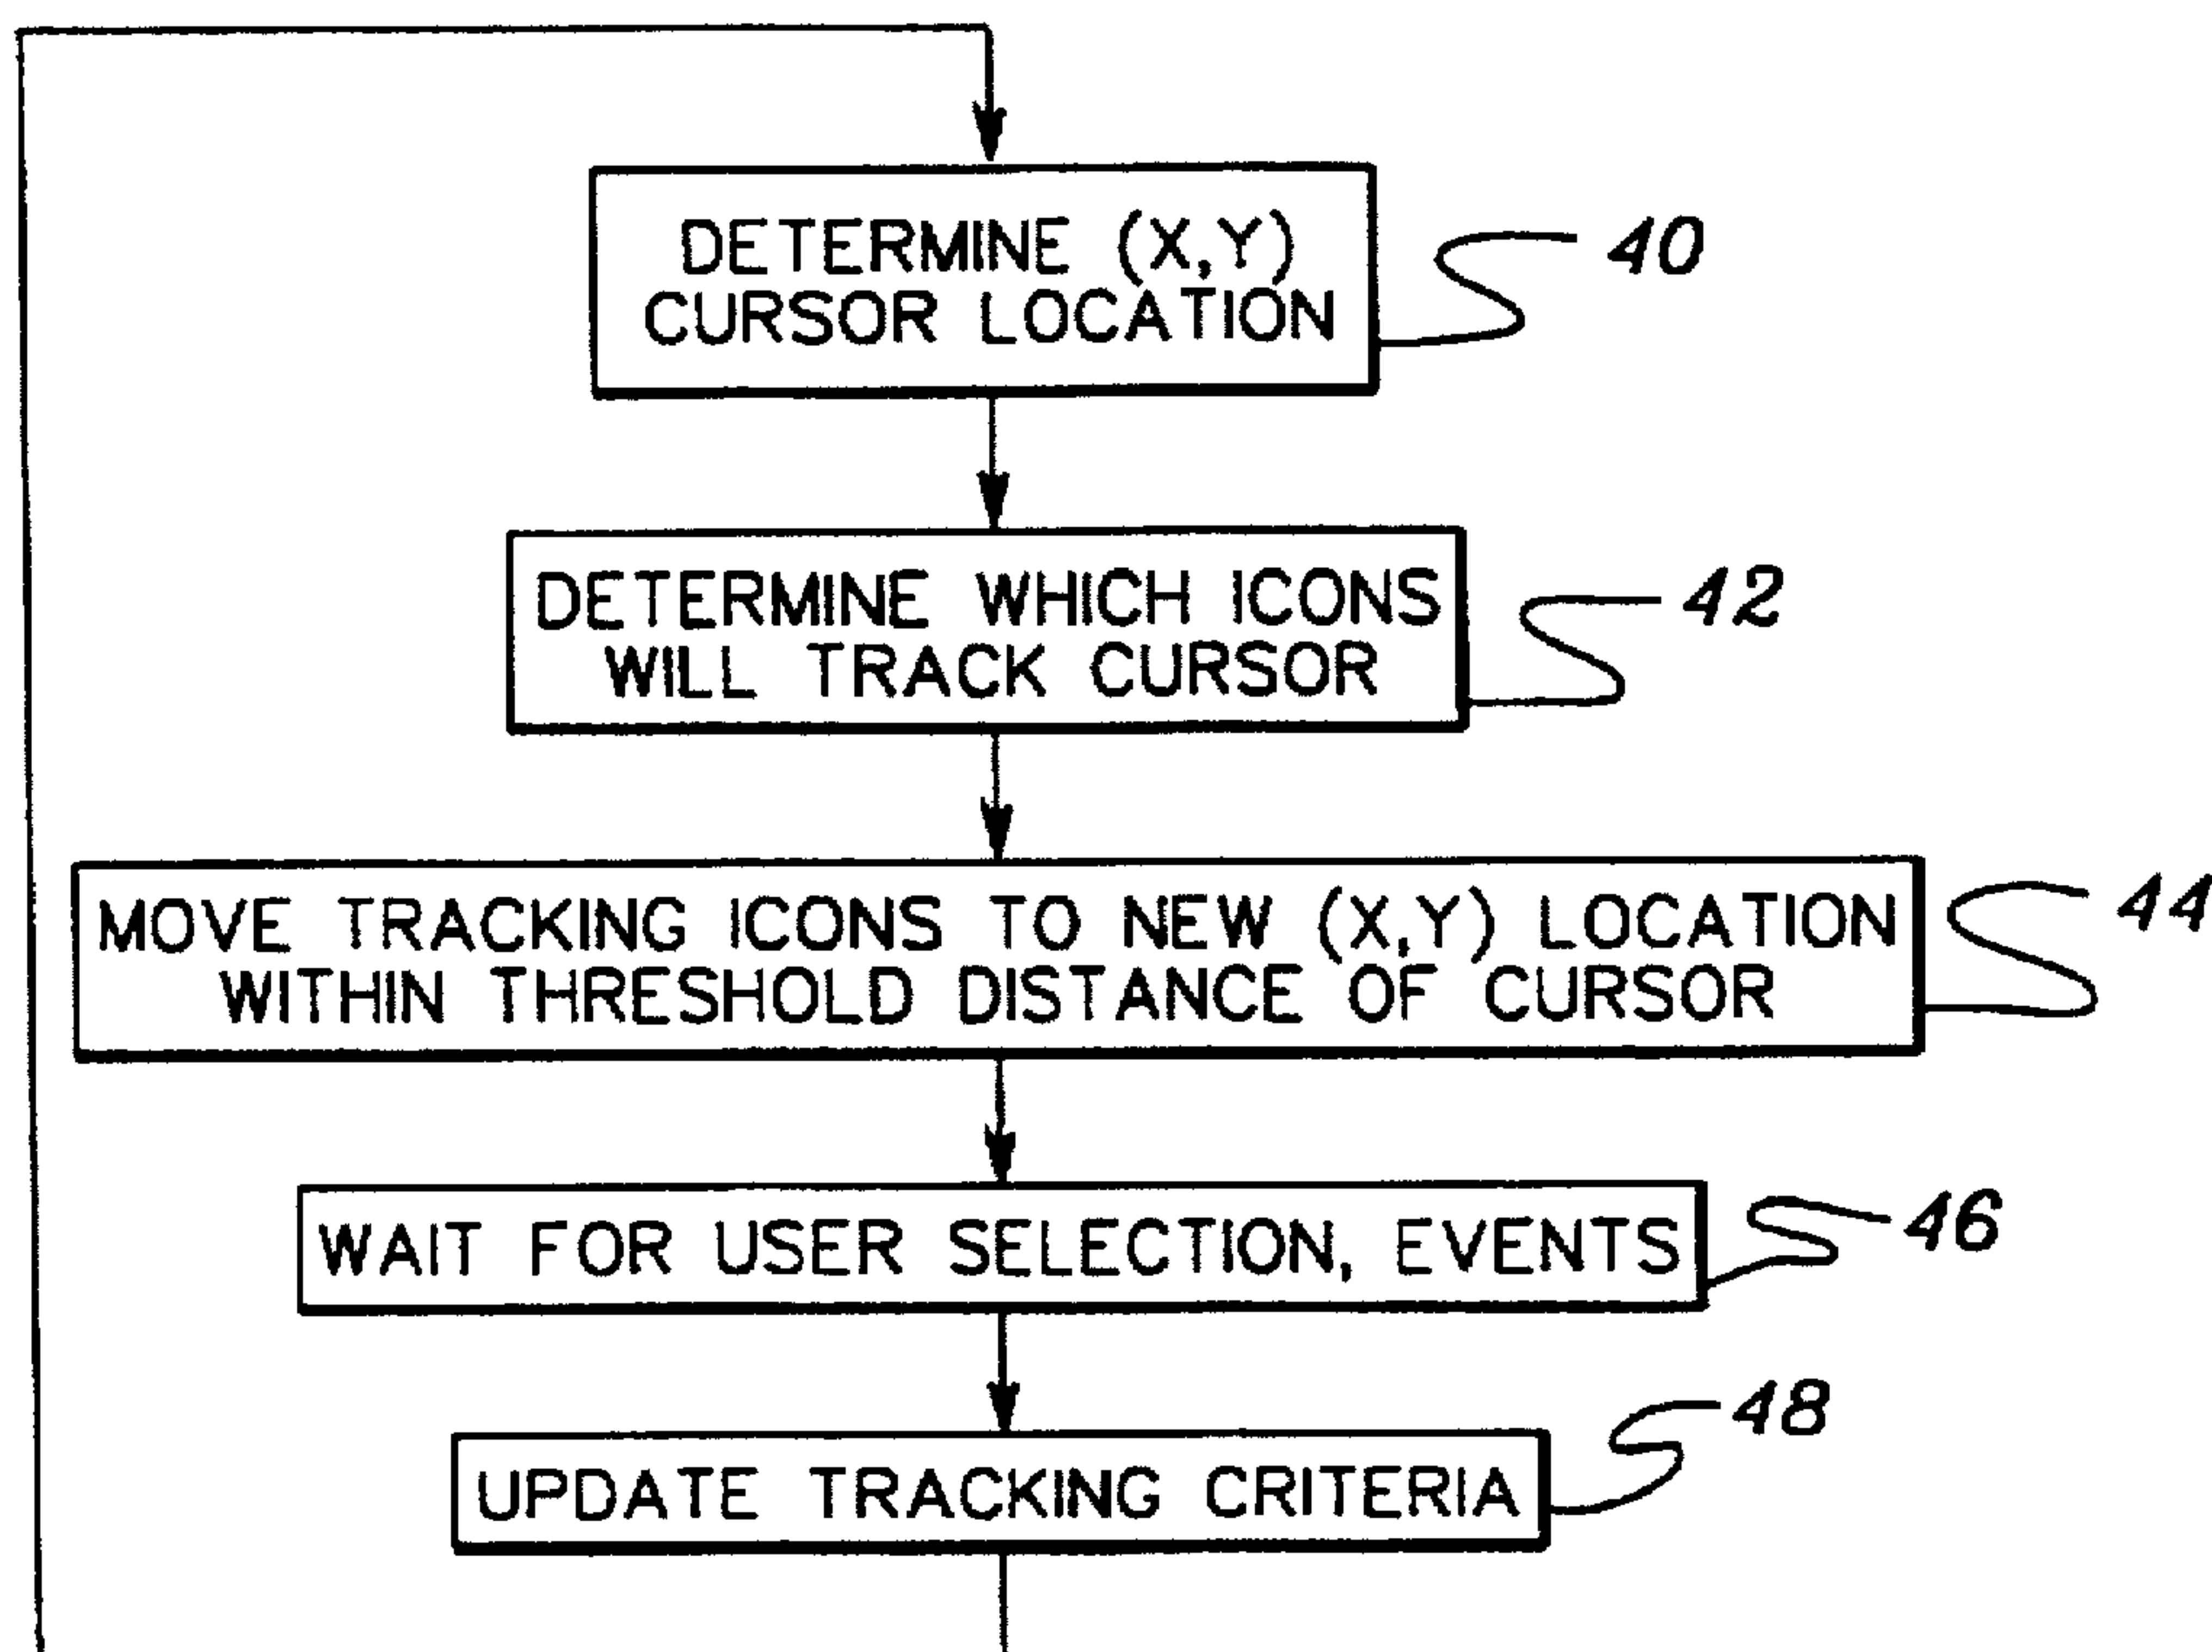 DETERMINE (X,Y)
CURSOR LOCATION
40
DETERMINE WHICH ICONS
WILL TRACK CURSOR
42
MOVE TRACKING ICONS TO NEW (X,Y) LOCATION
WITHIN THRESHOLD DISTANCE OF CURSOR
44
WAIT FOR USER SELECTION, EVENTS
46
UPDATE TRACKING CRITERIA
48